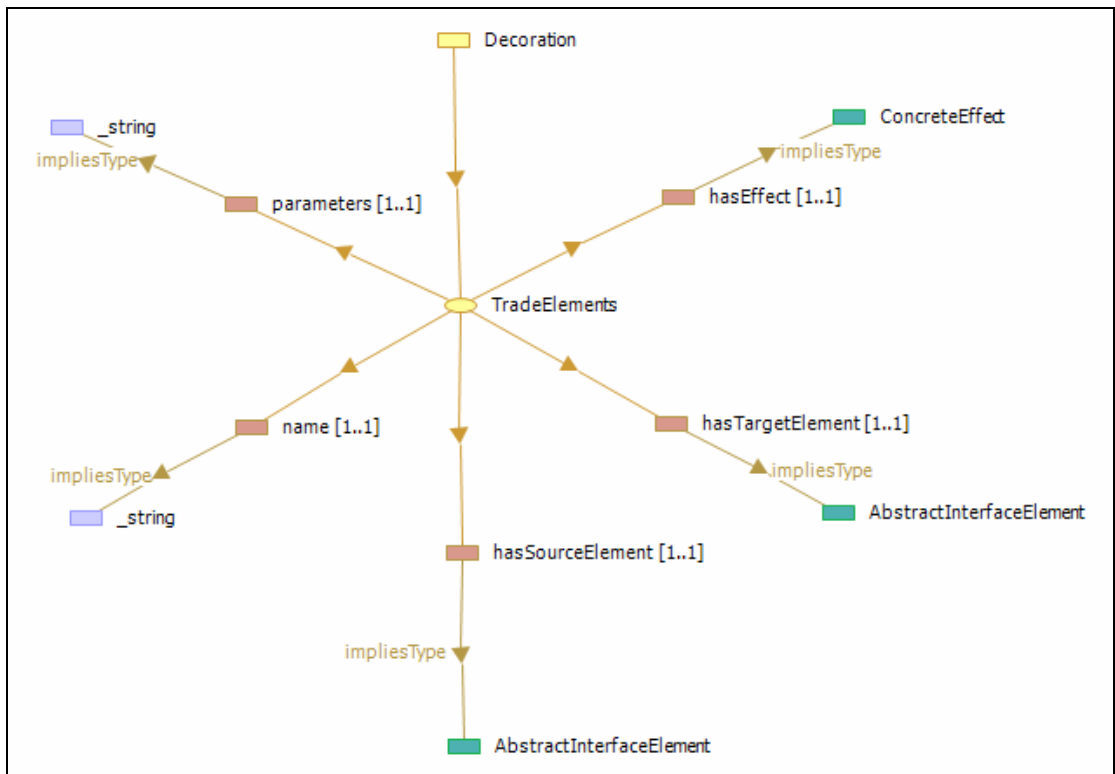 Decoration
ConcreteEffect
_string
impliesType
impliesType
hasEffect [1..1]
parameters [1..1]
TradeElements
name [1..1]
hasTargetElement [1..1]
impliesType
impliesType
AbstractInterfaceElement
_string
hasSourceElement [1..1]
impliesType
AbstractInterfaceElement